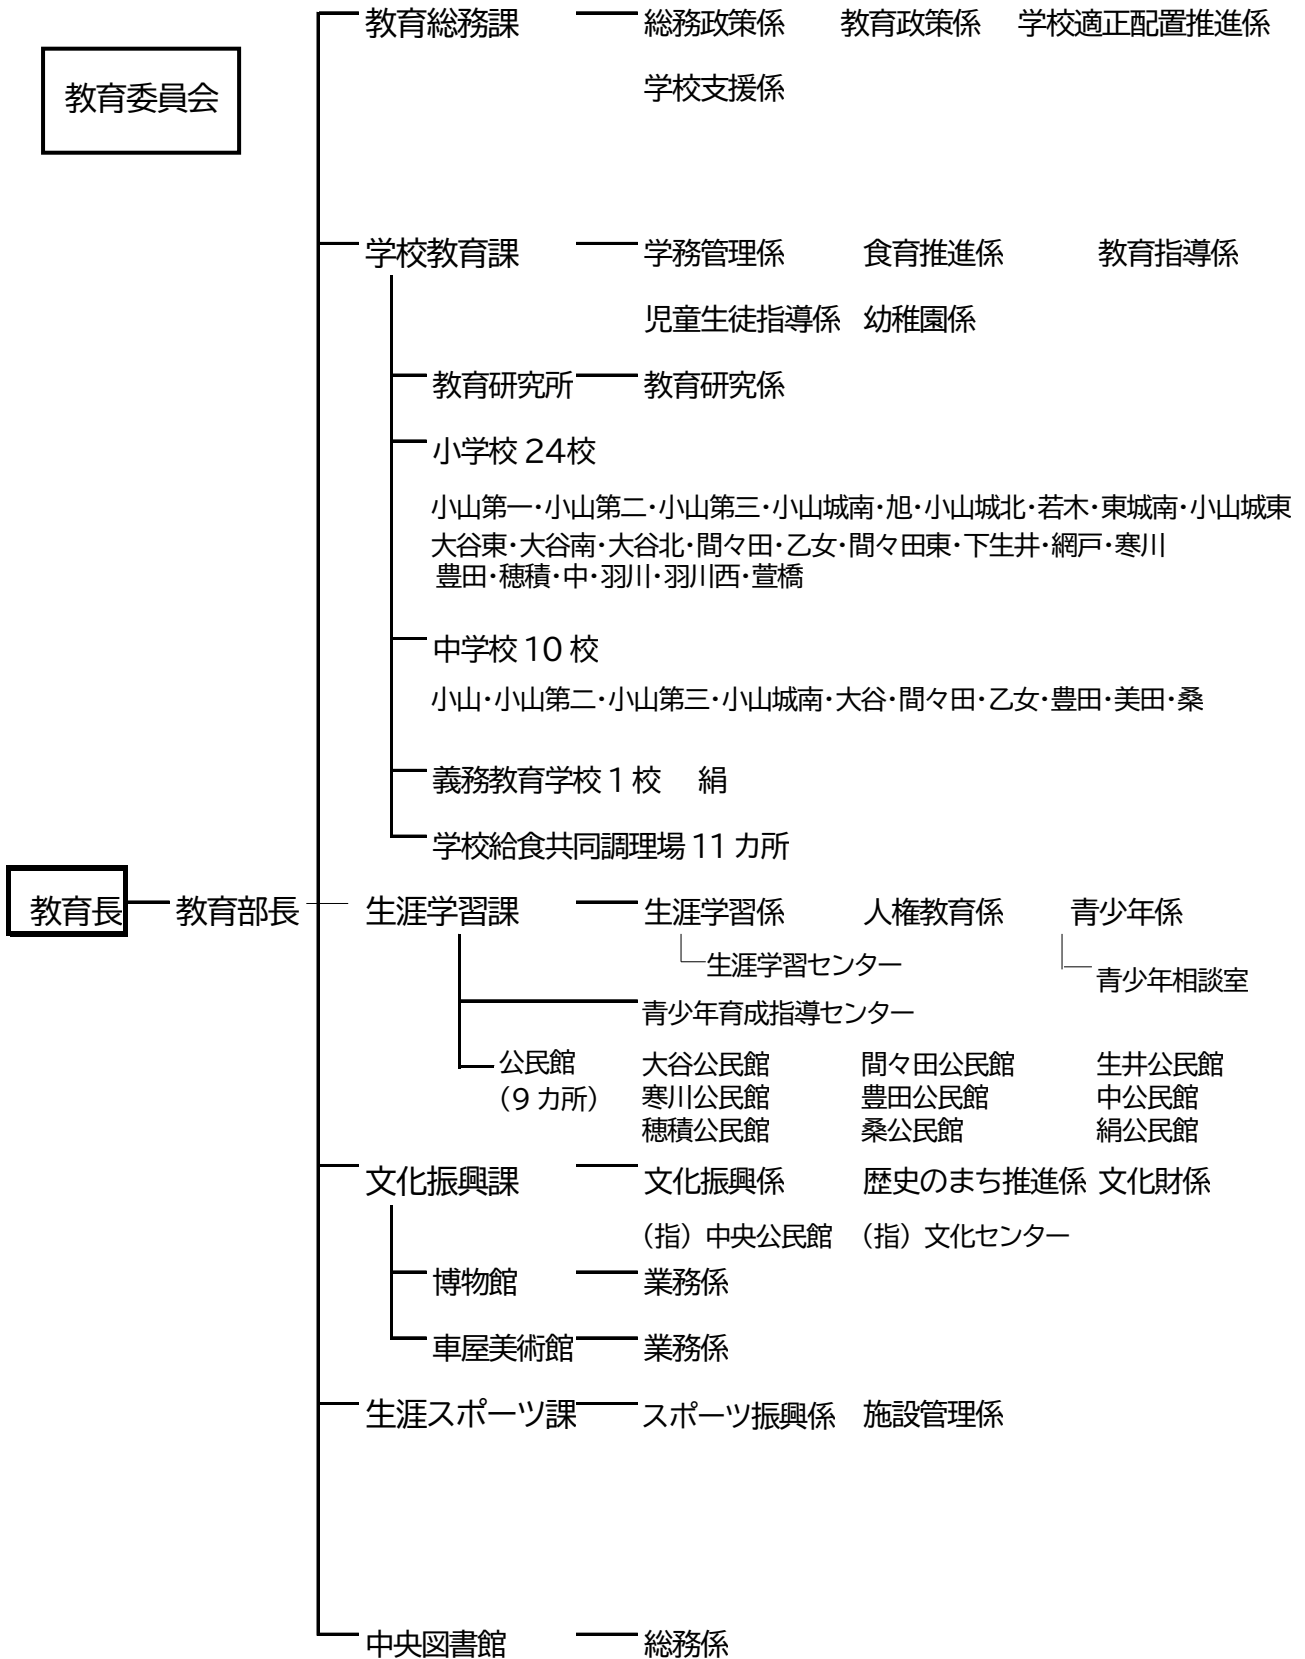 教育総務課 総務政策係 教育政策係 学校適正配置推進係
教育委員会
学校支援係
学校教育課 学務管理係 食育推進係 教育指導係
児童生徒指導係 幼稚園係
教育研究所 教育研究係
小学校 24校
小山第一・小山第二・小山第三・小山城南・旭・小山城北・若木・東城南・小山城東
大谷東・大谷南・大谷北・間々田・乙女・間々田東・下生井・網戸・寒川
豊田・穂積・中・羽川・羽川西・萱橋
中学校 10 校
小山・小山第二・小山第三・小山城南・大谷・間々田・乙女・豊田・美田・桑
義務教育学校 1 校 絹
学校給食共同調理場 11 カ所
教育長 教育部長 生涯学習課 生涯学習係 人権教育係 青少年係
生涯学習センター
青少年相談室
青少年育成指導センター
公民館 大谷公民館 間々田公民館 生井公民館
（9 カ所） 寒川公民館 豊田公民館 中公民館
穂積公民館 桑公民館 絹公民館
文化振興課 文化振興係 歴史のまち推進係 文化財係
（指）中央公民館 （指）文化センター
博物館 業務係
車屋美術館 業務係
生涯スポーツ課 スポーツ振興係 施設管理係
中央図書館 総務係